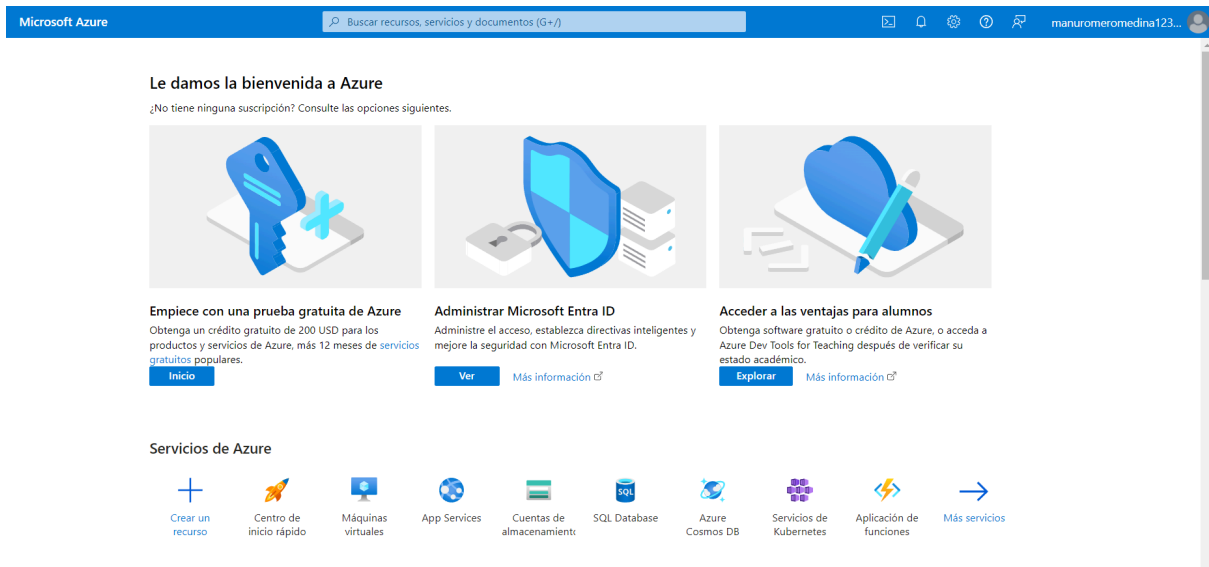 Microsoft Azure
Buscar recursos, servicios y documentos (G+/)
manuromeromedina123...
Le damos la bienvenida a Azure
¿No tiene ninguna suscripción? Consulte las opciones siguientes.
Empiece con una prueba gratuita de Azure
Obtenga un crédito gratuito de 200 USD para los
productos y servicios de Azure, más 12 meses de servicios
gratuitos populares.
Inicio
Administrar Microsoft Entra ID
Administre el acceso, establezca directivas inteligentes y
mejore la seguridad con Microsoft Entra ID.
Ver Más información
Acceder a las ventajas para alumnos
Obtenga software gratuito o crédito de Azure, o acceda a
Azure Dev Tools for Teaching después de verificar su
estado académico.
Explorar Más información
Servicios de Azure
SQL
Crear un
recurso
Centro de
inicio rápido
Máquinas
virtuales
App Services
Cuentas de
almacenamiento
SQL Database
Azure
Cosmos DB
Servicios de
Kubernetes
Aplicación de
funciones
Más servicios